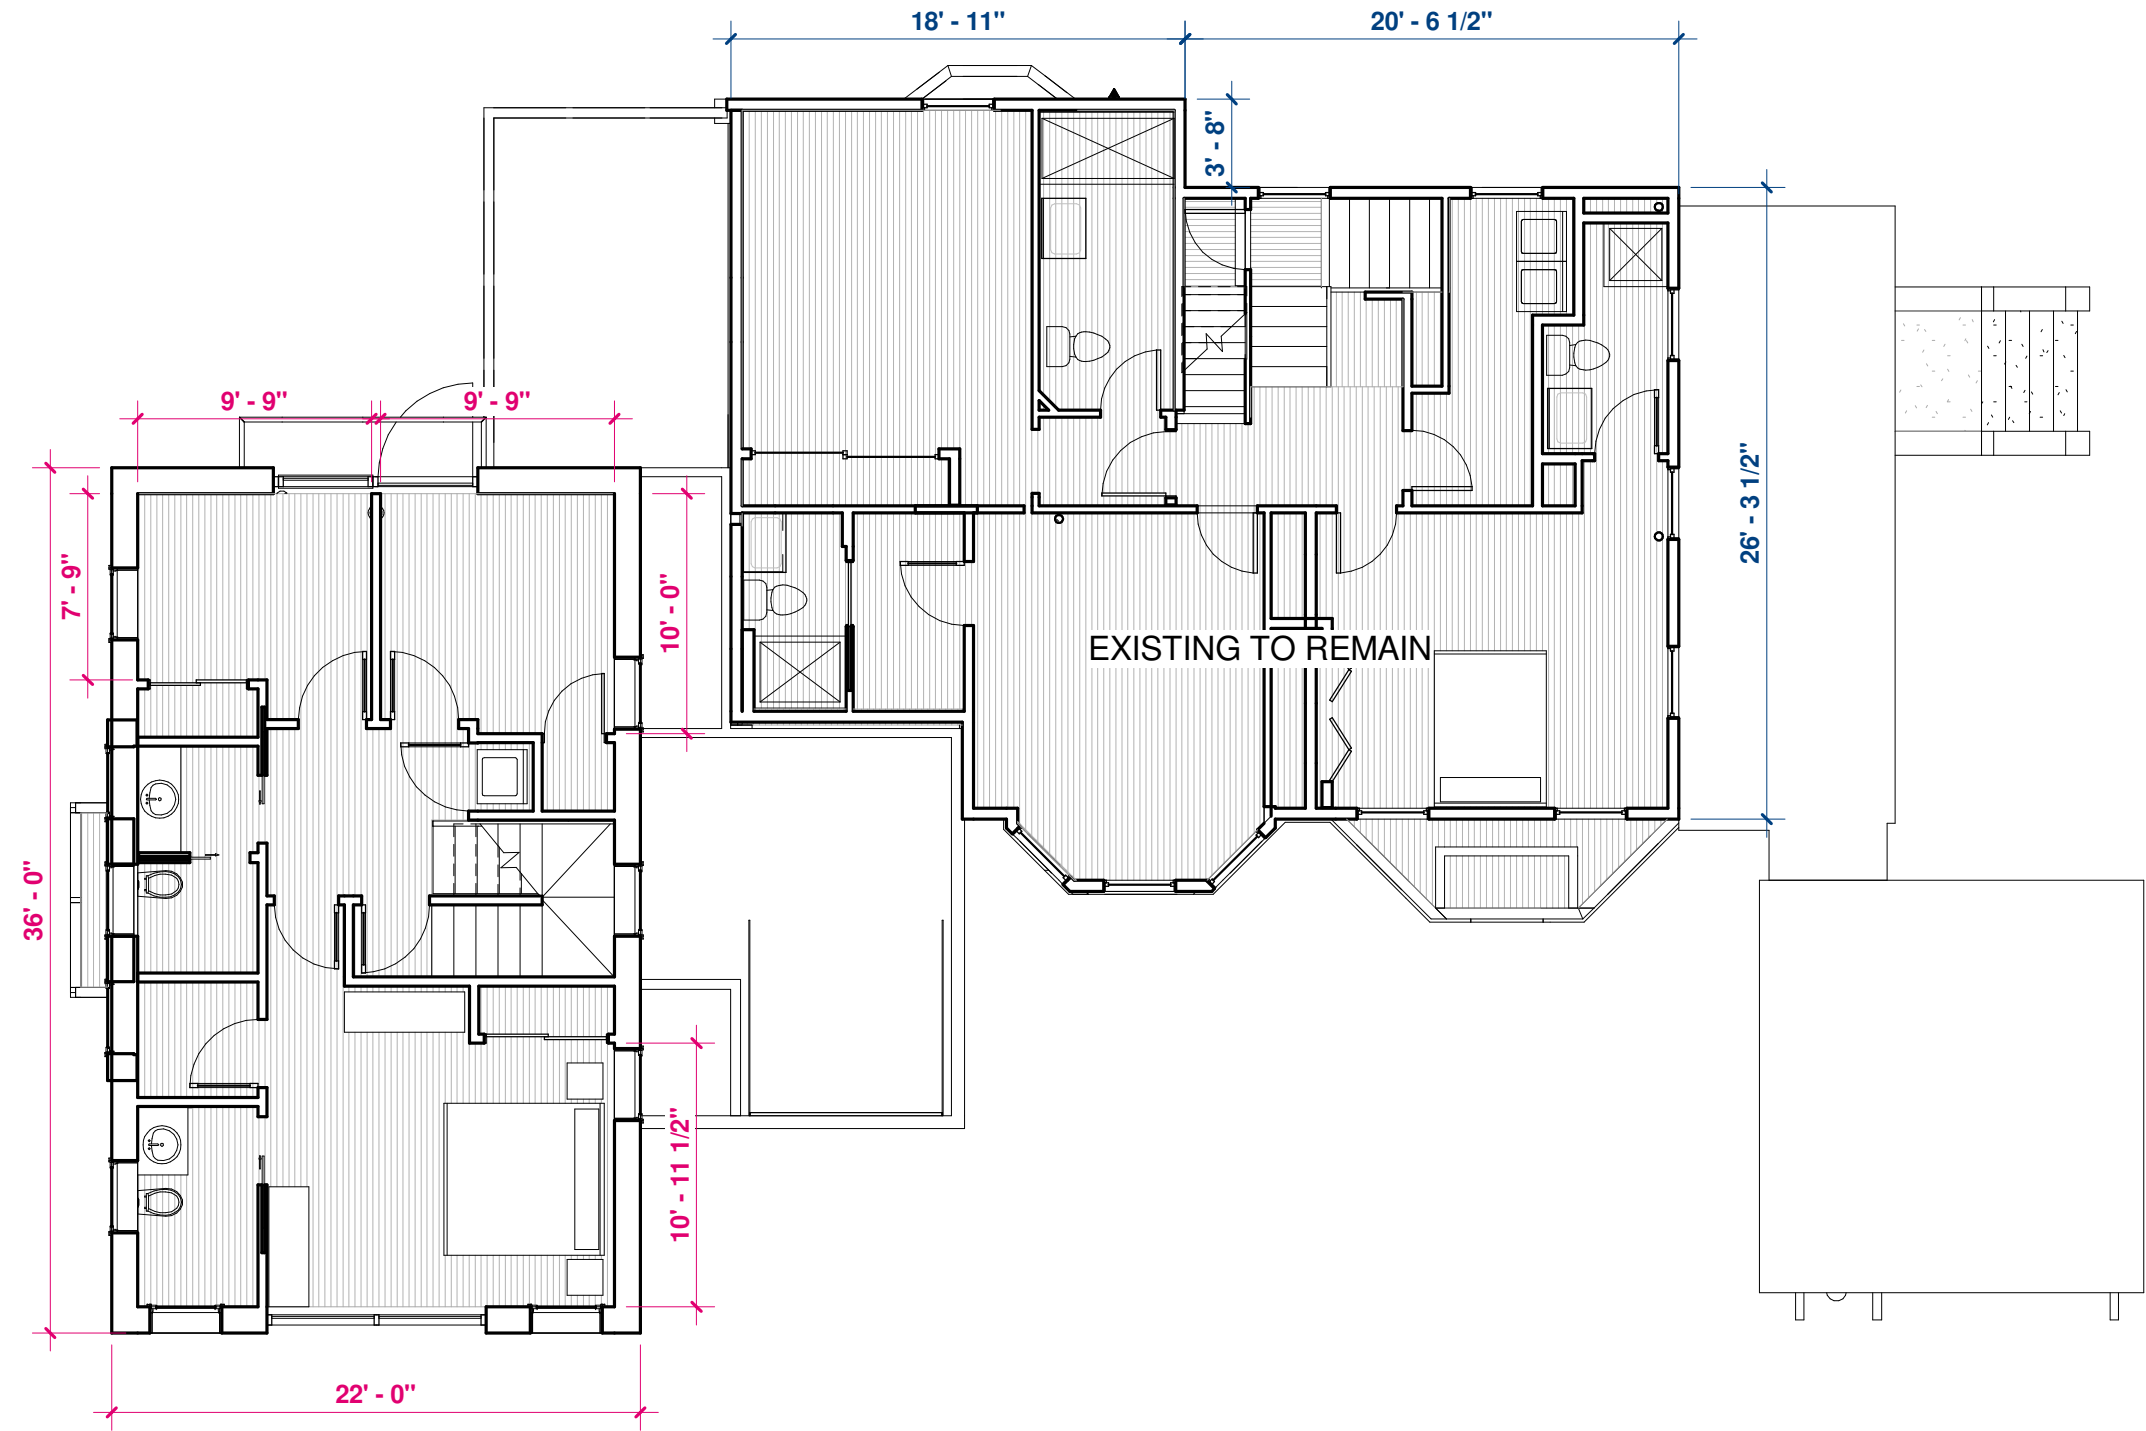 18' - 11"
20' - 6 1/2"
3' - 8"
9' - 9"
9' - 9"
26' - 3 1/2"
7' - 9"
10' - 0"
EXISTING TO REMAIN
36' - 0"
10' - 11 1/2"
22' - 0"